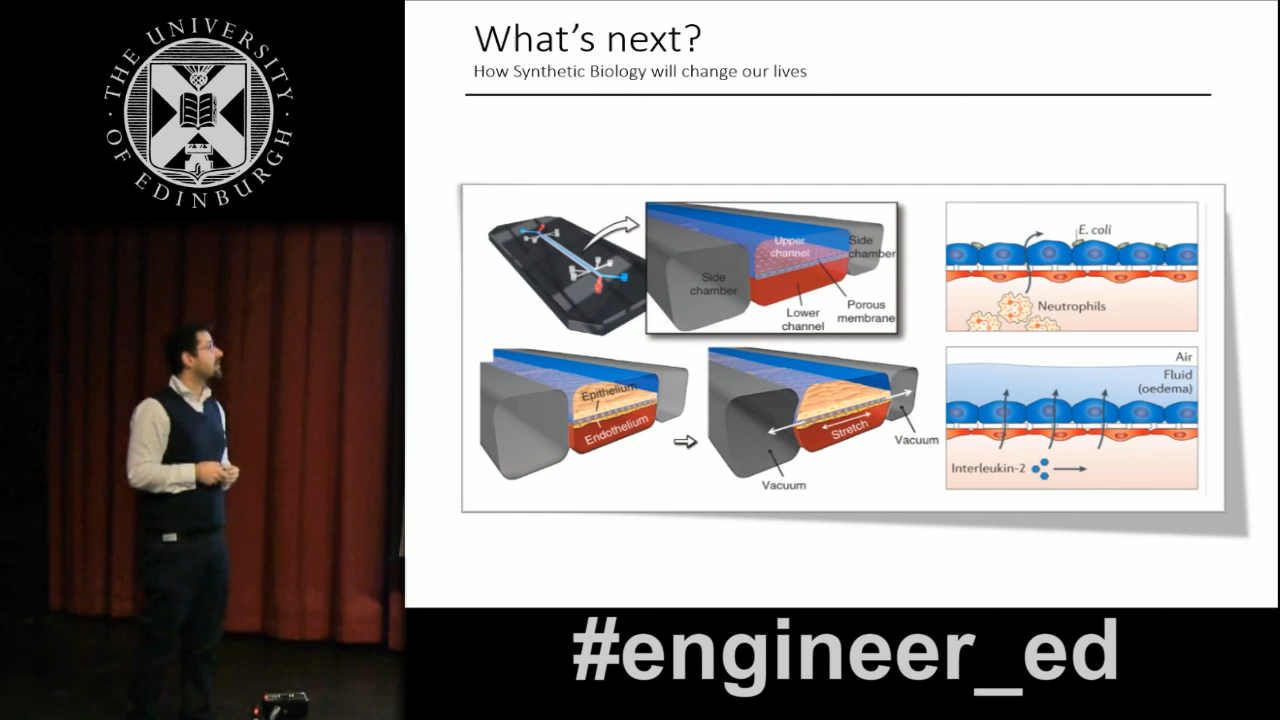 · THE UNIVERSITY ·
OF EDINBURGH
What's next?
How Synthetic Biology will change our lives
Upper
channel
Side
chamber
Side
chamber
Lower
channel
Porous
membrane
E. coli
Neutrophils
Epithelium
Endothelium
Stretch
Vacuum
Vacuum
Air
Fluid
(oedema)
Interleukin-2
#engineer_ed